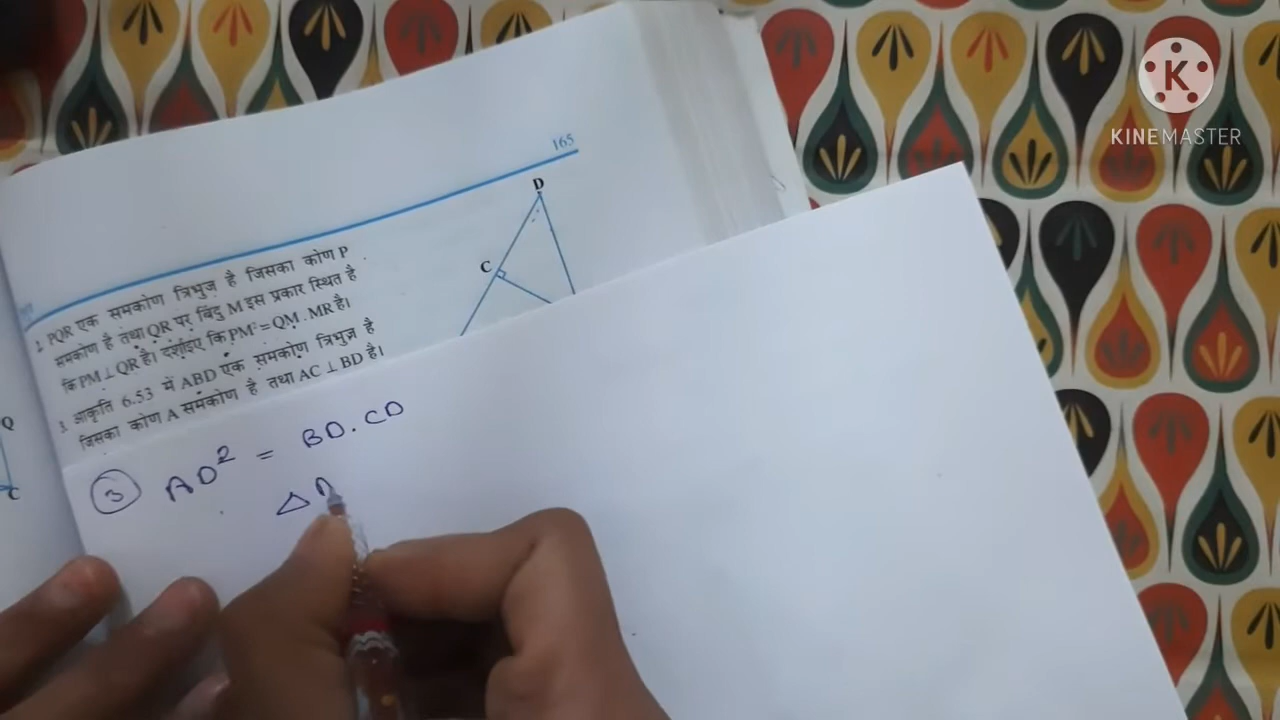 165
2. PQR एक समकोण त्रिभुज है जिसका कोण P
समकोण है तथा QR पर बिंदु M इस प्रकार स्थित है
कि PM ⊥ QR है। दर्शाइए कि PM² = QM . MR है।
3. आकृति 6.53 में ABD एक समकोण त्रिभुज है
जिसका कोण A समकोण है तथा AC ⊥ BD है।
D
C
Q
C
③ AD² = BD . CD
Δ
K
KINEMASTER